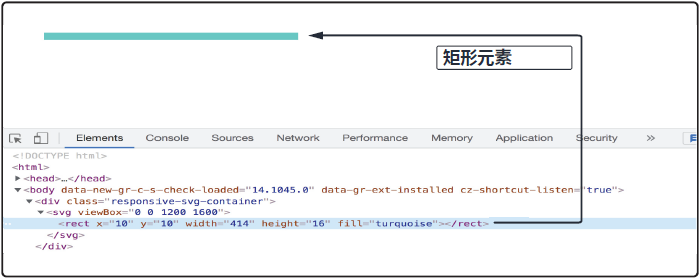 矩形元素
Elements Console Sources Network Performance Memory Application Security »
<!DOCTYPE html>
<html>
<head>…</head>
<body data-new-gr-c-s-check-loaded="14.1045.0" data-gr-ext-installed cz-shortcut-listen="true">
<div class="responsive-svg-container">
<svg viewBox="0 0 1200 1600">
<rect x="10" y="10" width="414" height="16" fill="turquoise"></rect>
</svg>
</div>